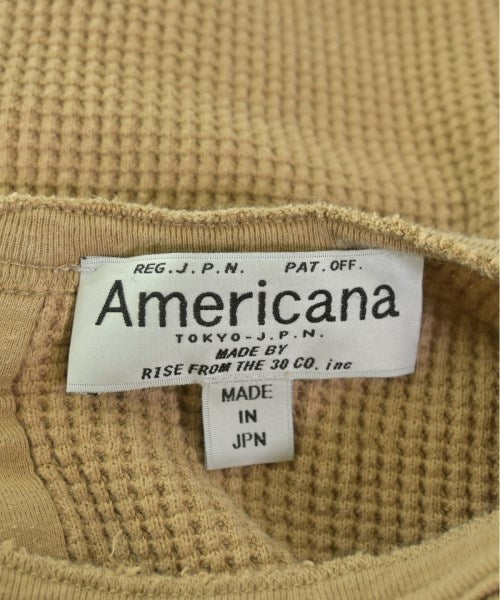 REG.J.P.N. PAT.OFF.
Americana
TOKYO-J.P.N.
MADE BY
RISE FROM THE 30 CO. inc
MADE
IN
JPN